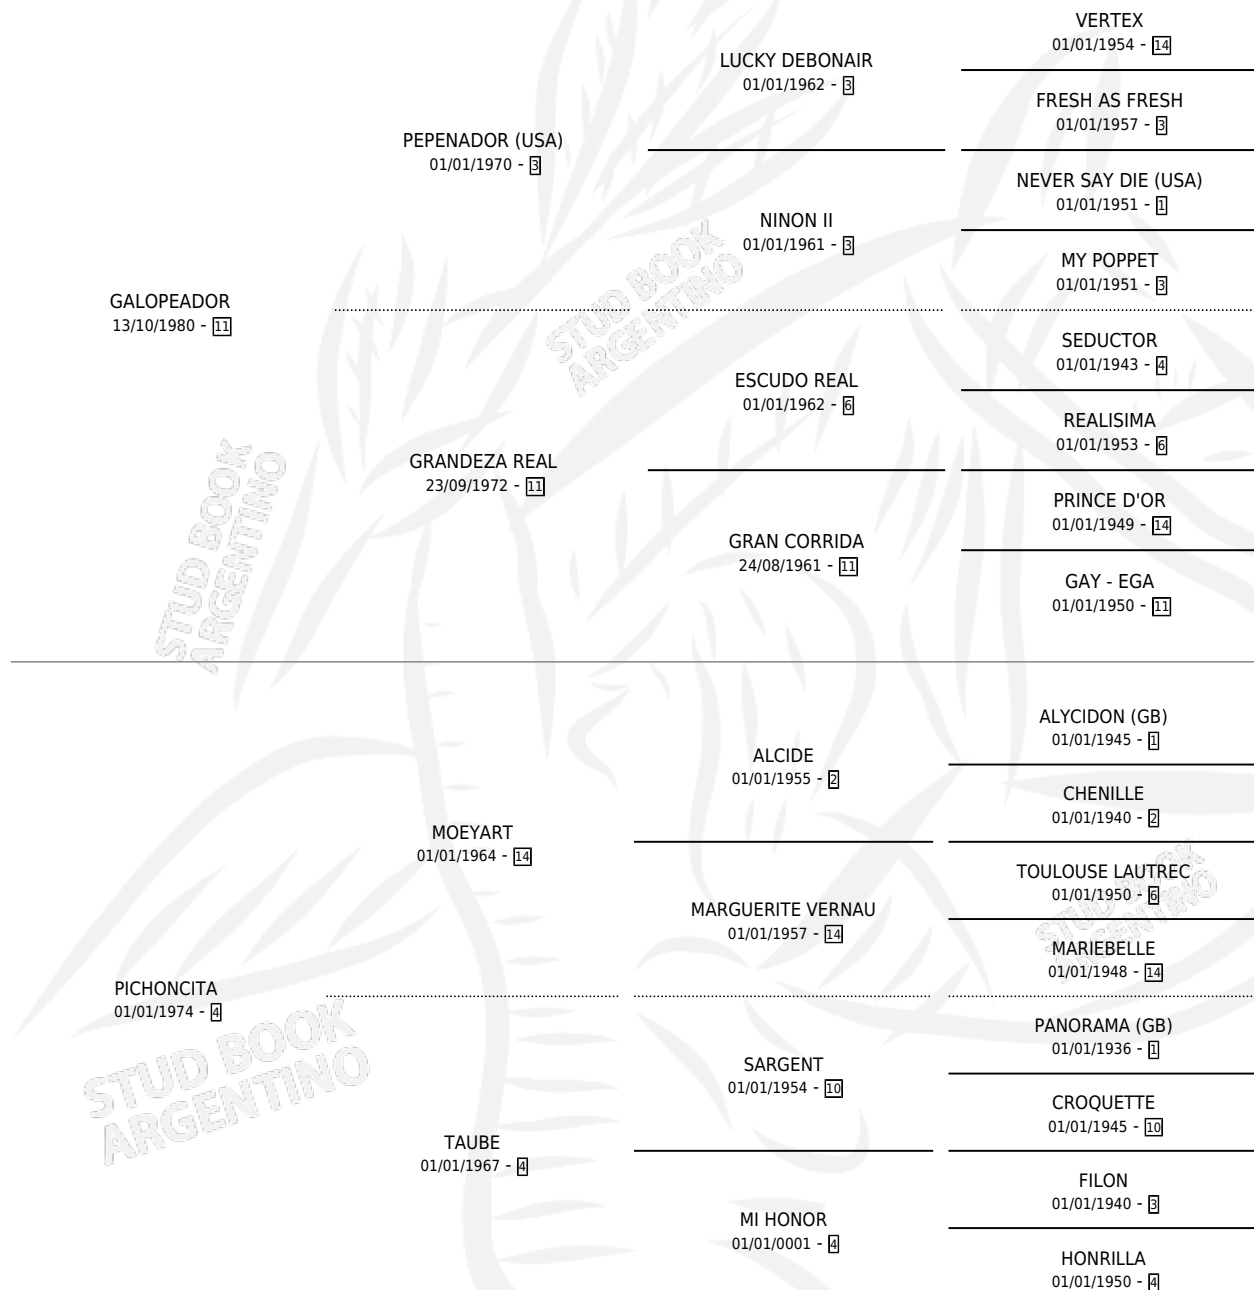 GALOPEADOR
13/10/1980 - 11
PEPENADOR (USA)
01/01/1970 - 3
GRANDEZA REAL
23/09/1972 - 11
LUCKY DEBONAIR
01/01/1962 - 3
NINON II
01/01/1961 - 3
ESCUDO REAL
01/01/1962 - 6
GRAN CORRIDA
24/08/1961 - 11
VERTEX
01/01/1954 - 14
FRESH AS FRESH
01/01/1957 - 3
NEVER SAY DIE (USA)
01/01/1951 - 1
MY POPPET
01/01/1951 - 3
SEDUCTOR
01/01/1943 - 4
REALISIMA
01/01/1953 - 6
PRINCE D'OR
01/01/1949 - 14
GAY - EGA
01/01/1950 - 11
PICHONCITA
01/01/1974 - 4
MOEYART
01/01/1964 - 14
TAUBE
01/01/1967 - 4
ALCIDE
01/01/1955 - 2
MARGUERITE VERNAU
01/01/1957 - 14
SARGENT
01/01/1954 - 10
MI HONOR
01/01/0001 - 4
ALYCIDON (GB)
01/01/1945 - 1
CHENILLE
01/01/1940 - 2
TOULOUSE LAUTREC
01/01/1950 - 6
MARIEBELLE
01/01/1948 - 14
PANORAMA (GB)
01/01/1936 - 1
CROQUETTE
01/01/1945 - 10
FILON
01/01/1940 - 3
HONRILLA
01/01/1950 - 4
STUD BOOK
ARGENTINO
STUD BOOK
ARGENTINO
STUD BOOK
ARGENTINO
STUD BOOK
ARGENTINO